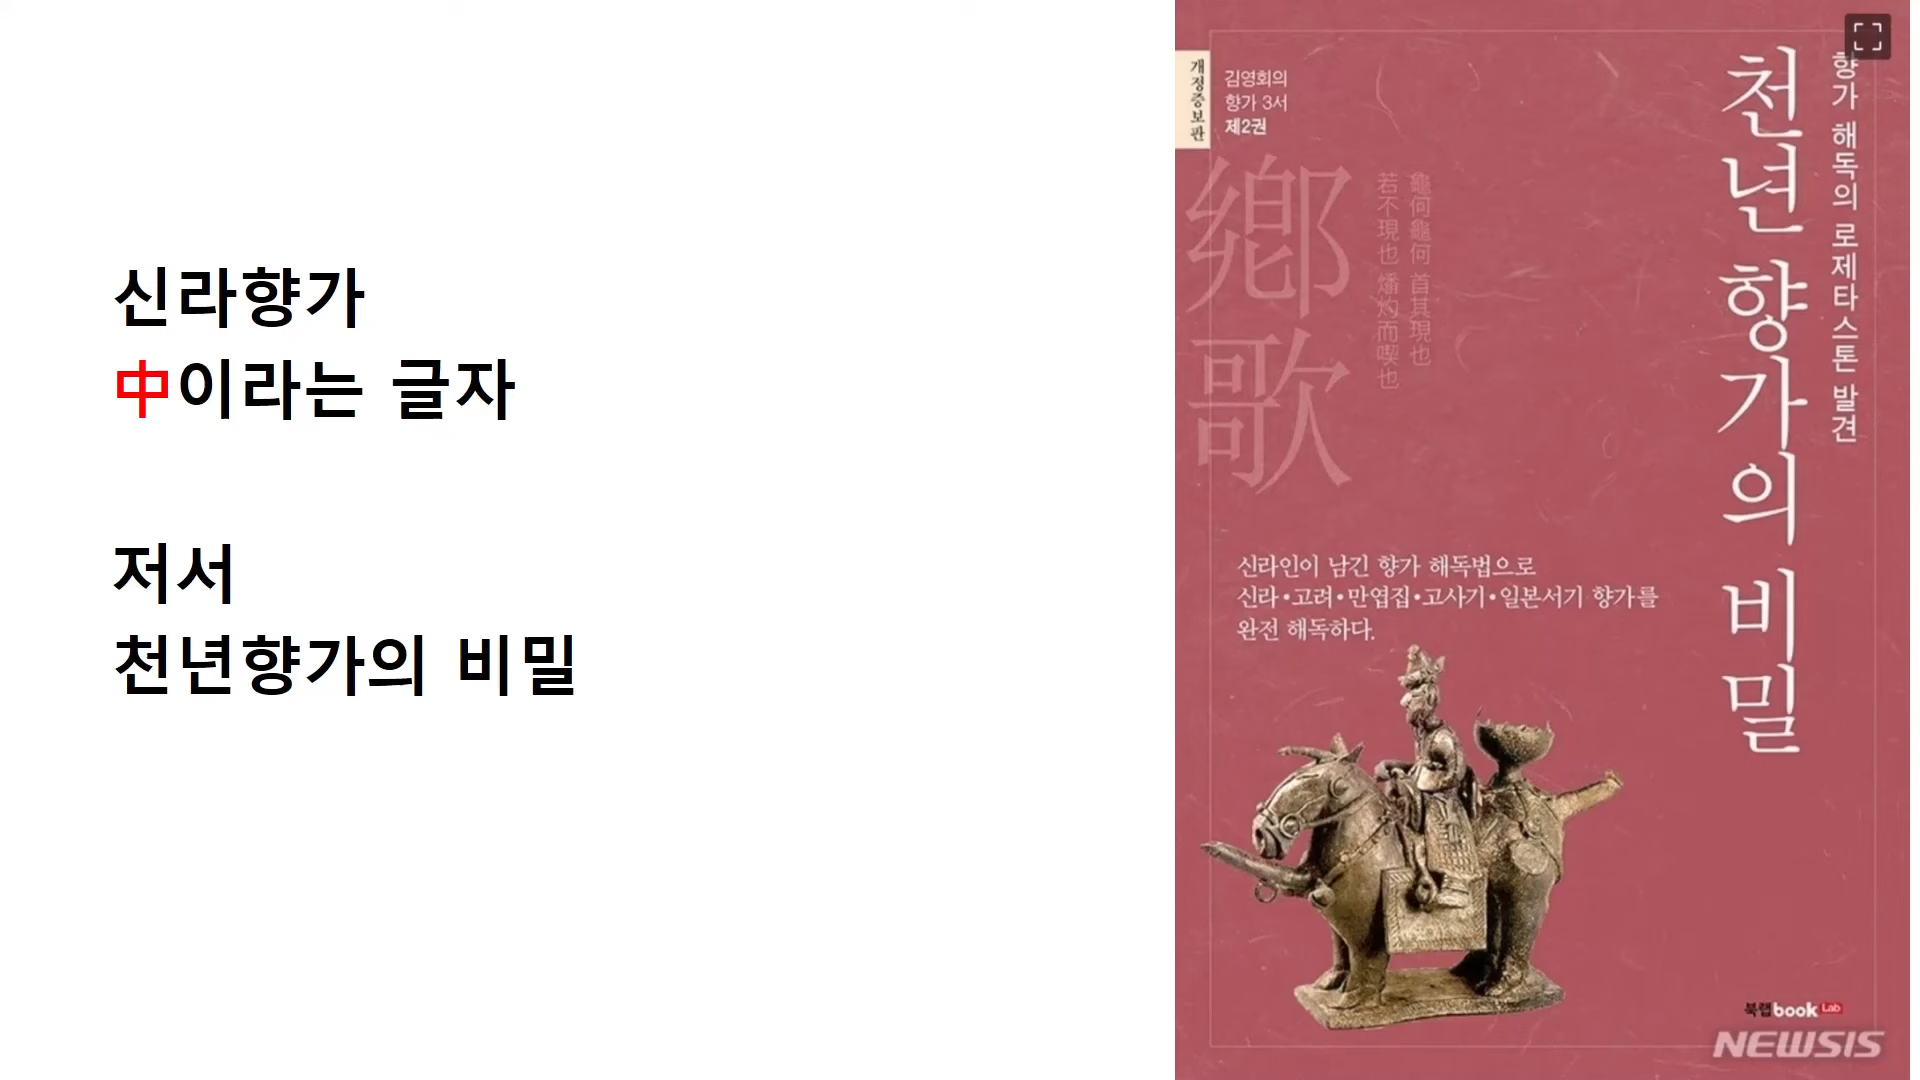 신라향가
中이라는 글자
저서
천년향가의 비밀
개정증보판
김영회의
향가 3서
제2권
향가 해독의 로제타스톤 발견
천년 향가의 비밀
鄕歌
龜何龜何 首其現也
若不現也 燔灼而喫也
신라인이 남긴 향가 해독법으로
신라•고려•만엽집•고사기•일본서기 향가를
완전 해독하다.
북랩book Lab
NEWSIS